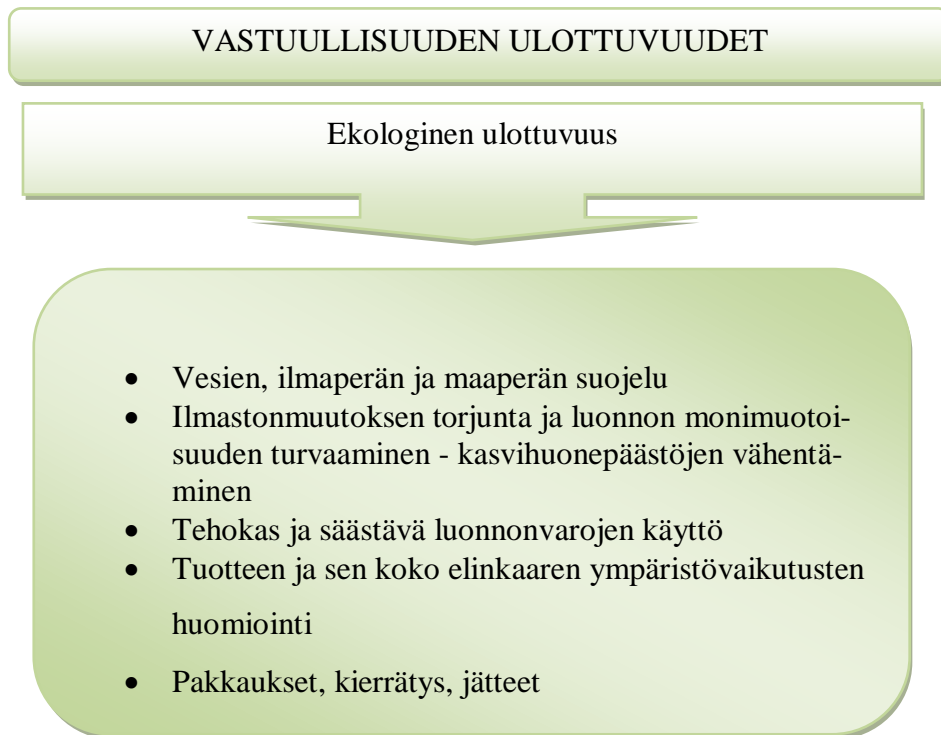 VASTUULLISUUDEN ULOTTUVUUDET
Ekologinen ulottuvuus
• Vesien, ilmaperän ja maaperän suojelu
• Ilmastonmuutoksen torjunta ja luonnon monimuotoi-
suuden turvaaminen - kasvihuonepäästöjen vähentä-
minen
• Tehokas ja säästävä luonnonvarojen käyttö
• Tuotteen ja sen koko elinkaaren ympäristövaikutusten
huomiointi
• Pakkaukset, kierrätys, jätteet